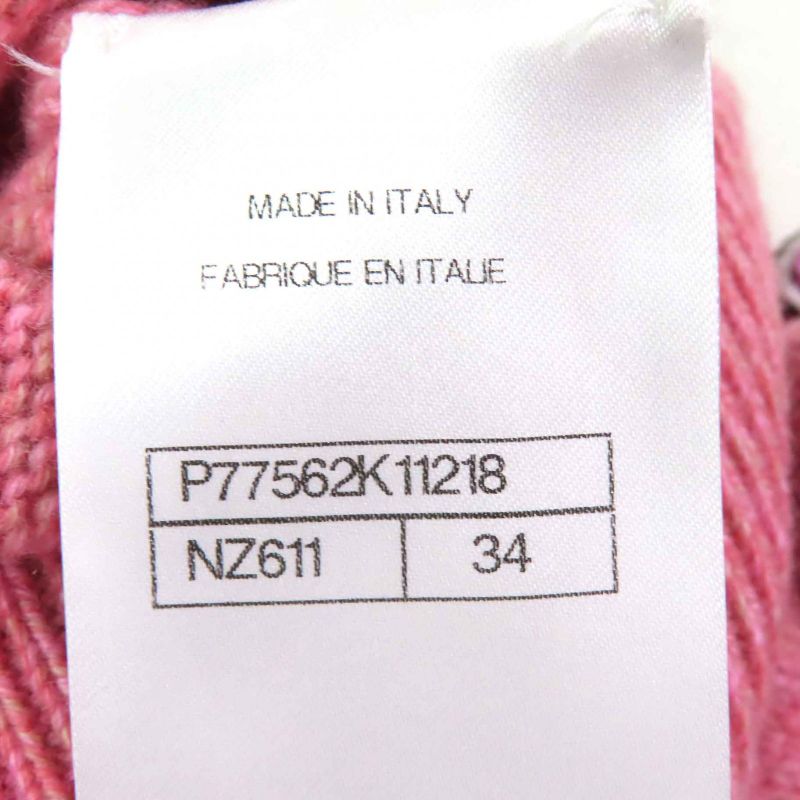 MADE IN ITALY
FABRIQUE EN ITALIE
P77562K11218
NZ611 34